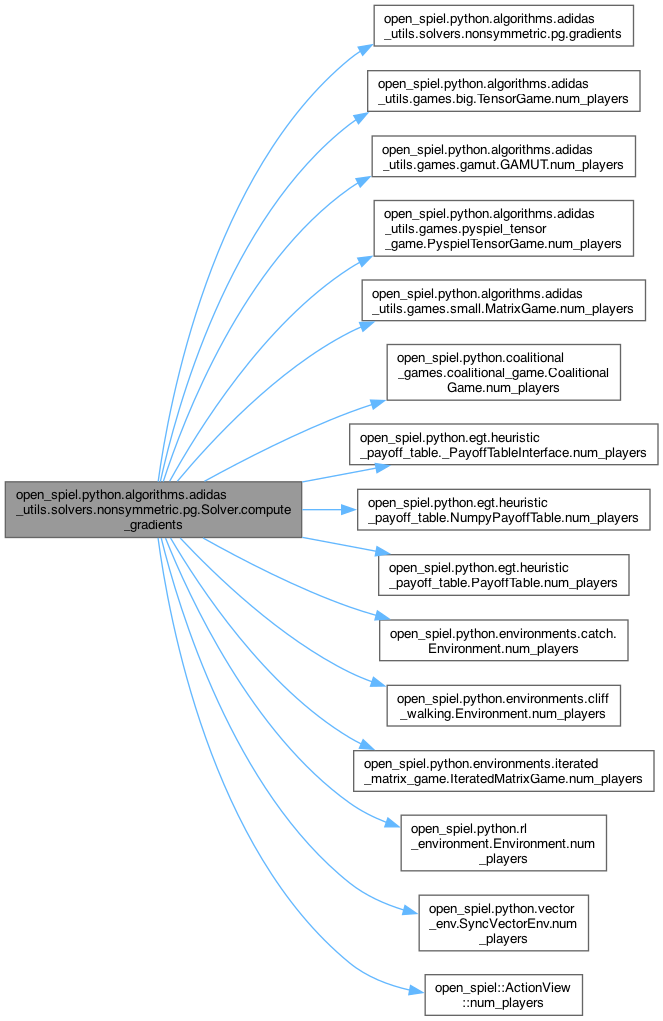 open_spiel.python.algorithms.adidas
_utils.solvers.nonsymmetric.pg.gradients
open_spiel.python.algorithms.adidas
_utils.games.big.TensorGame.num_players
open_spiel.python.algorithms.adidas
_utils.games.gamut.GAMUT.num_players
open_spiel.python.algorithms.adidas
_utils.games.pyspiel_tensor
_game.PyspielTensorGame.num_players
open_spiel.python.algorithms.adidas
_utils.games.small.MatrixGame.num_players
open_spiel.python.coalitional
_games.coalitional_game.Coalitional
Game.num_players
open_spiel.python.egt.heuristic
_payoff_table._PayoffTableInterface.num_players
open_spiel.python.algorithms.adidas
_utils.solvers.nonsymmetric.pg.Solver.compute
_gradients
open_spiel.python.egt.heuristic
_payoff_table.NumpyPayoffTable.num_players
open_spiel.python.egt.heuristic
_payoff_table.PayoffTable.num_players
open_spiel.python.environments.catch.
Environment.num_players
open_spiel.python.environments.cliff
_walking.Environment.num_players
open_spiel.python.environments.iterated
_matrix_game.IteratedMatrixGame.num_players
open_spiel.python.rl
_environment.Environment.num
_players
open_spiel.python.vector
_env.SyncVectorEnv.num
_players
open_spiel::ActionView
::num_players